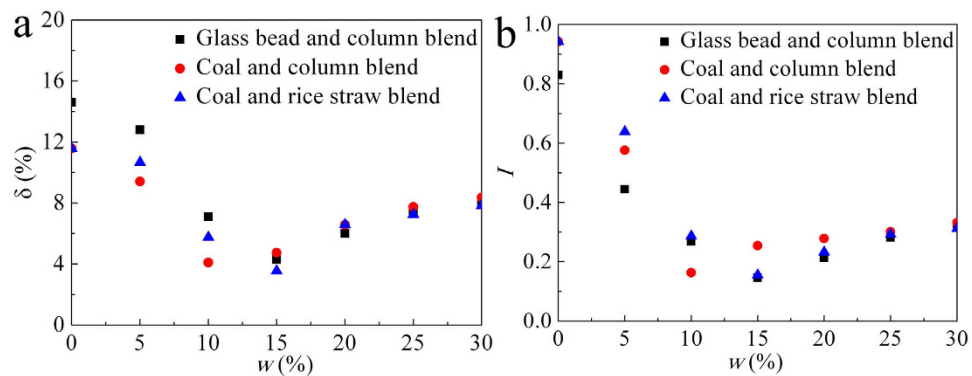 a
20
16
12
8
4
0
δ (%)
Glass bead and column blend
Coal and column blend
Coal and rice straw blend
0 5 10 15 20 25 30
w (%)
b
1.0
0.8
0.6
0.4
0.2
0.0
I
Glass bead and column blend
Coal and column blend
Coal and rice straw blend
0 5 10 15 20 25 30
w (%)